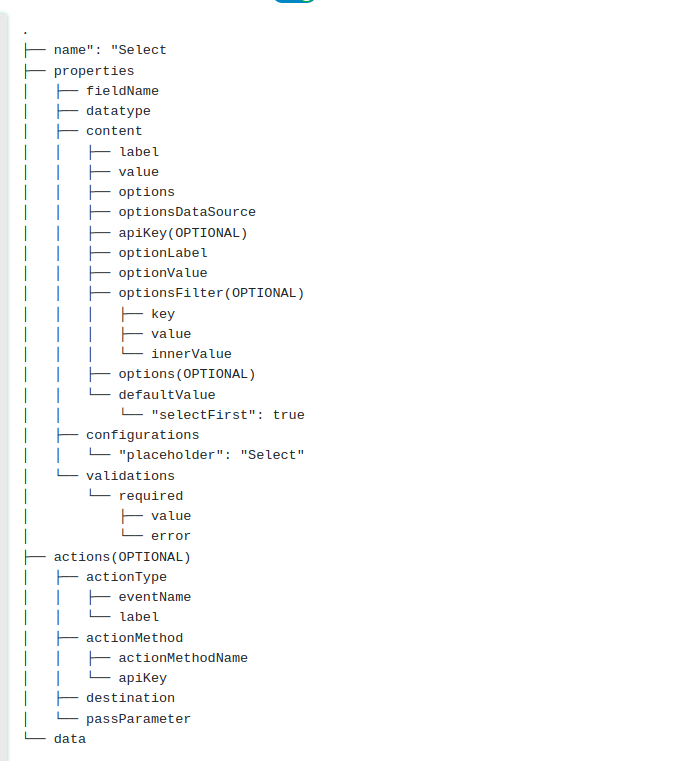 .
├── name": "Select
├── properties
│   ├── fieldName
│   ├── datatype
│   ├── content
│   │   ├── label
│   │   ├── value
│   │   ├── options
│   │   ├── optionsDataSource
│   │   ├── apiKey(OPTIONAL)
│   │   ├── optionLabel
│   │   ├── optionValue
│   │   ├── optionsFilter(OPTIONAL)
│   │   │   ├── key
│   │   │   ├── value
│   │   │   └── innerValue
│   │   ├── options(OPTIONAL)
│   │   └── defaultValue
│   │       └── "selectFirst": true
│   ├── configurations
│   │   └── "placeholder": "Select"
│   └── validations
│       └── required
│           ├── value
│           └── error
├── actions(OPTIONAL)
│   ├── actionType
│   │   ├── eventName
│   │   └── label
│   ├── actionMethod
│   │   ├── actionMethodName
│   │   └── apiKey
│   ├── destination
│   └── passParameter
└── data